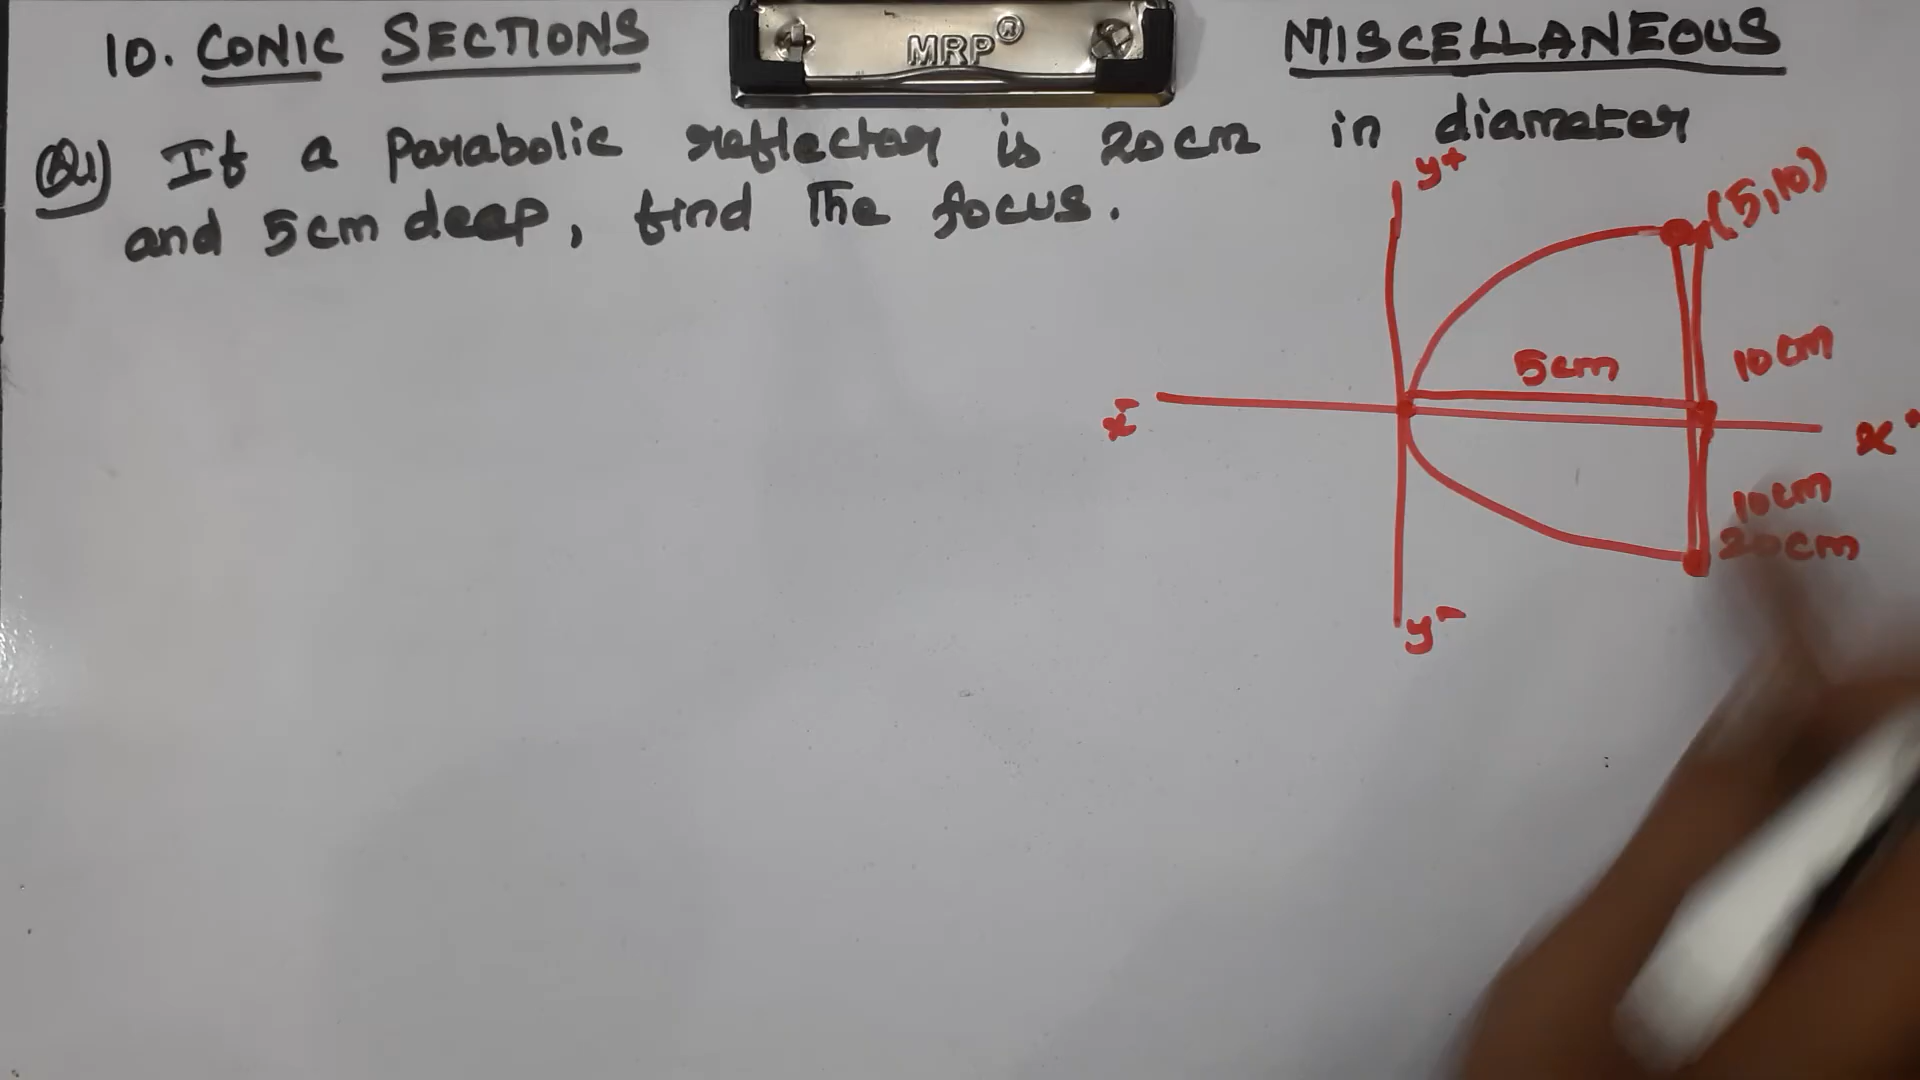 10. CONIC SECTIONS
MRP®
MISCELLANEOUS
Q1) If a parabolic reflector is 20cm in diameter
and 5cm deep, find the focus.
y+
(5,10)
5cm
10cm
x-
x+
10cm
20cm
y-